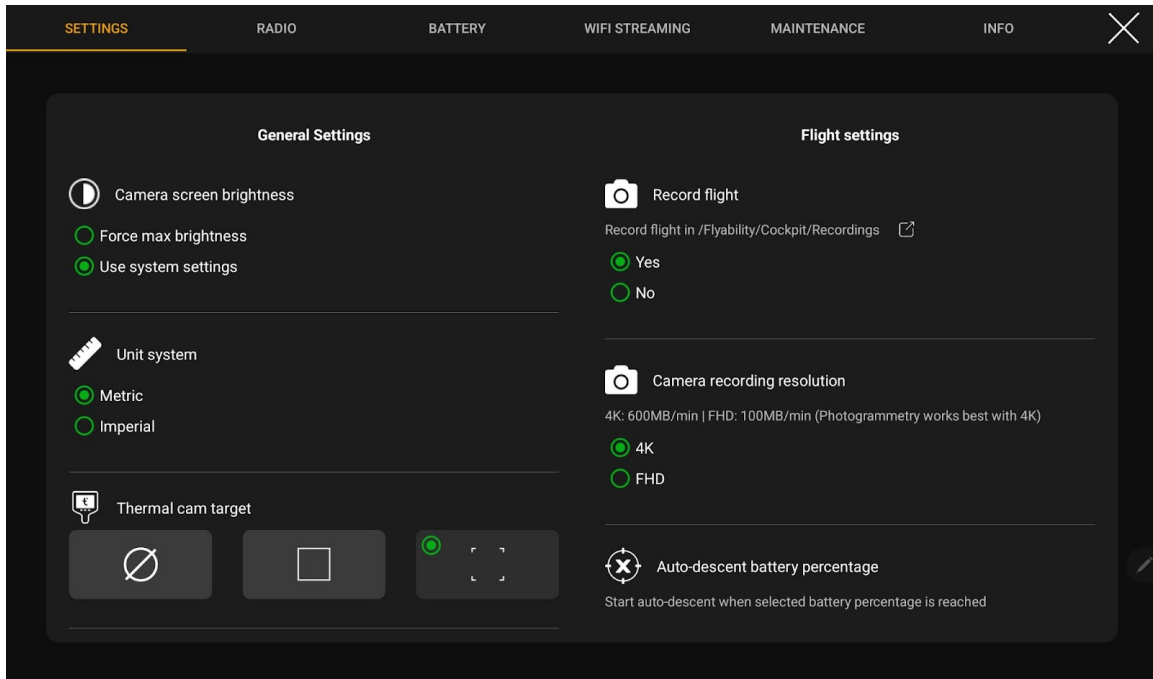 SETTINGS RADIO BATTERY WIFI STREAMING MAINTENANCE INFO
General Settings
Camera screen brightness
Force max brightness
Use system settings
Unit system
Metric
Imperial
Thermal cam target
Flight settings
Record flight
Record flight in /Flyability/Cockpit/Recordings
Yes
No
Camera recording resolution
4K: 600MB/min | FHD: 100MB/min (Photogrammetry works best with 4K)
4K
FHD
Auto-descent battery percentage
Start auto-descent when selected battery percentage is reached